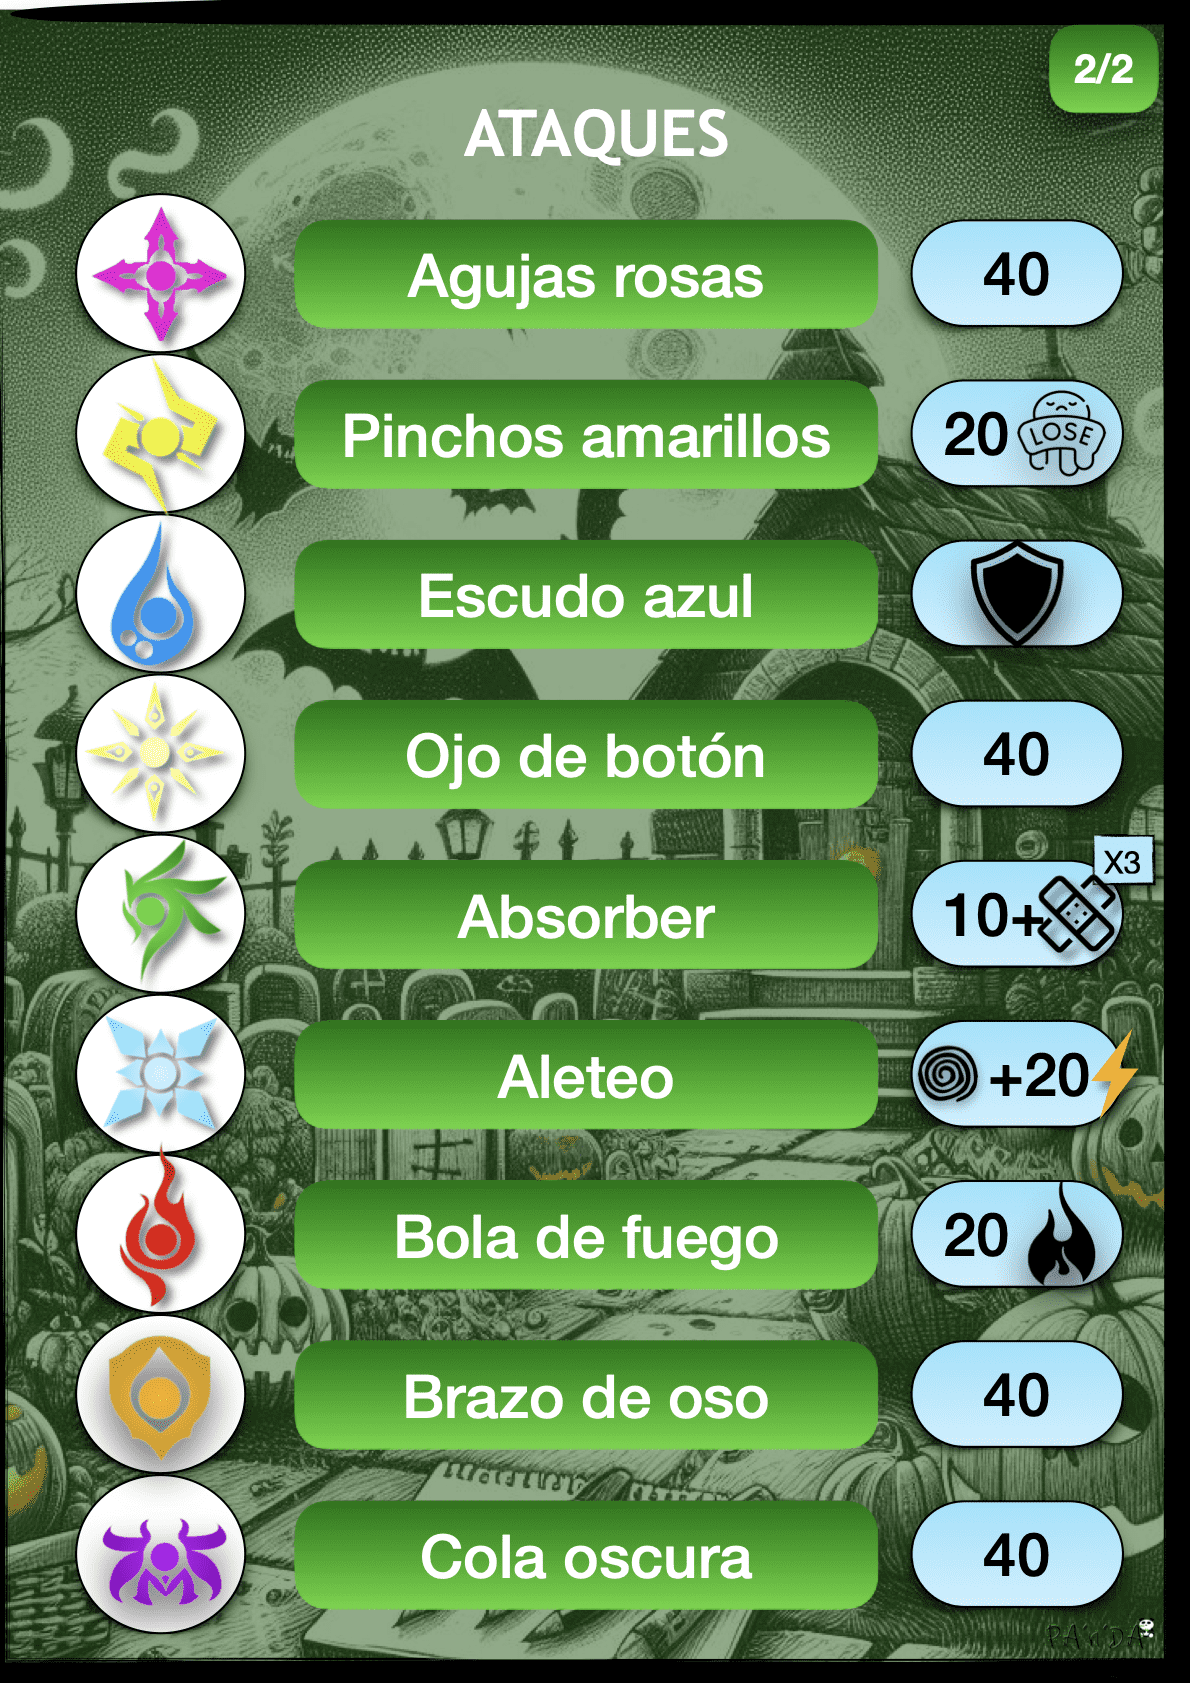 2/2
ATAQUES
Agujas rosas
40
Pinchos amarillos
20
LOSE
Escudo azul
Ojo de botón
40
X3
Absorber
10+
Aleteo
+20
Bola de fuego
20
Brazo de oso
40
Cola oscura
40
PANDA